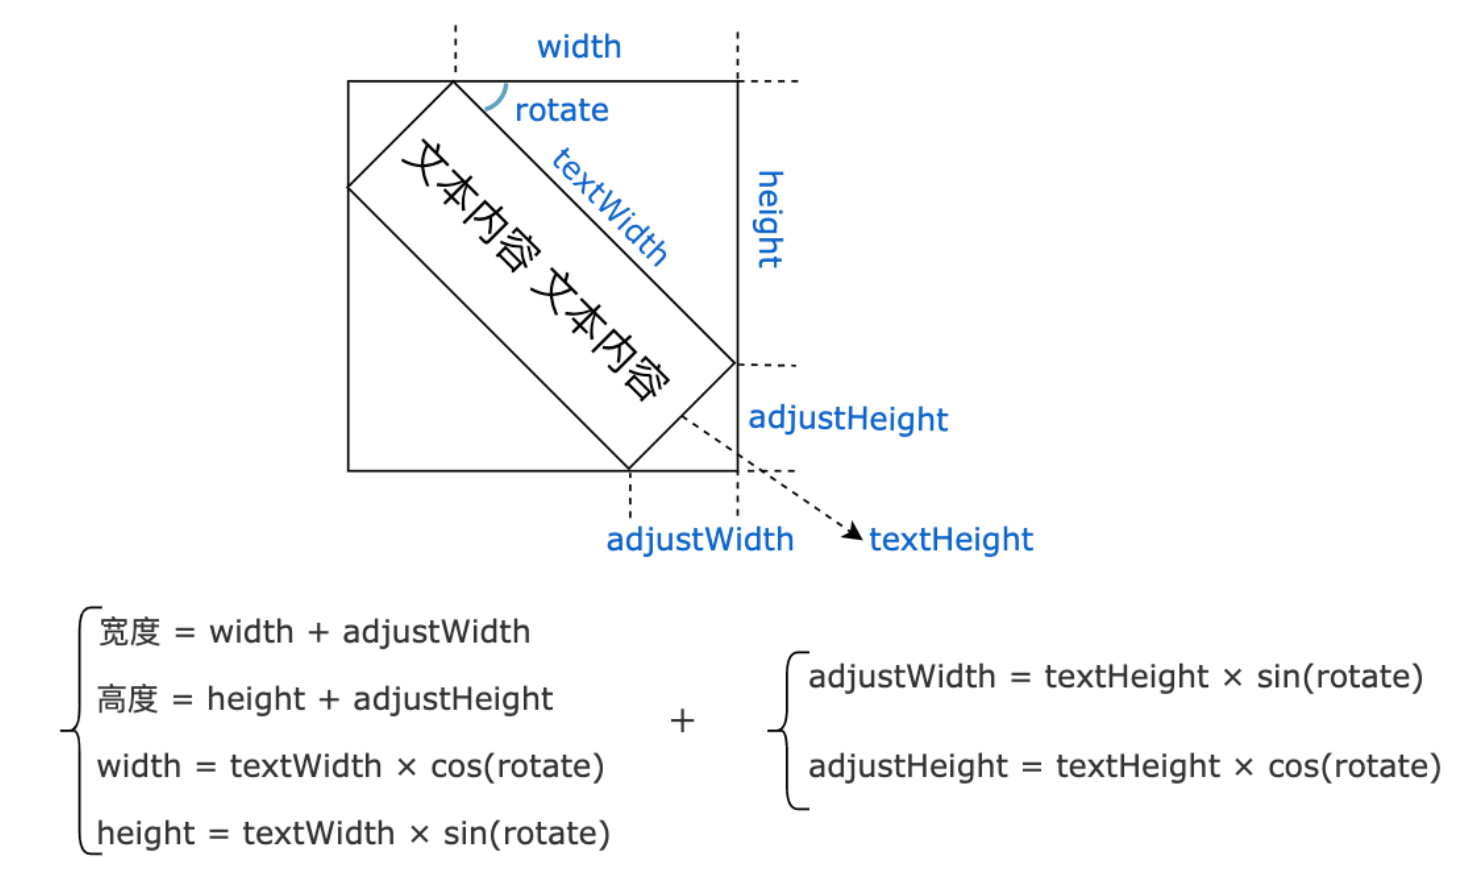 width
rotate
textWidth
height
文本内容 文本内容
adjustHeight
adjustWidth
textHeight
宽度 = width + adjustWidth
高度 = height + adjustHeight
width = textWidth × cos(rotate)
height = textWidth × sin(rotate)
+
adjustWidth = textHeight × sin(rotate)
adjustHeight = textHeight × cos(rotate)